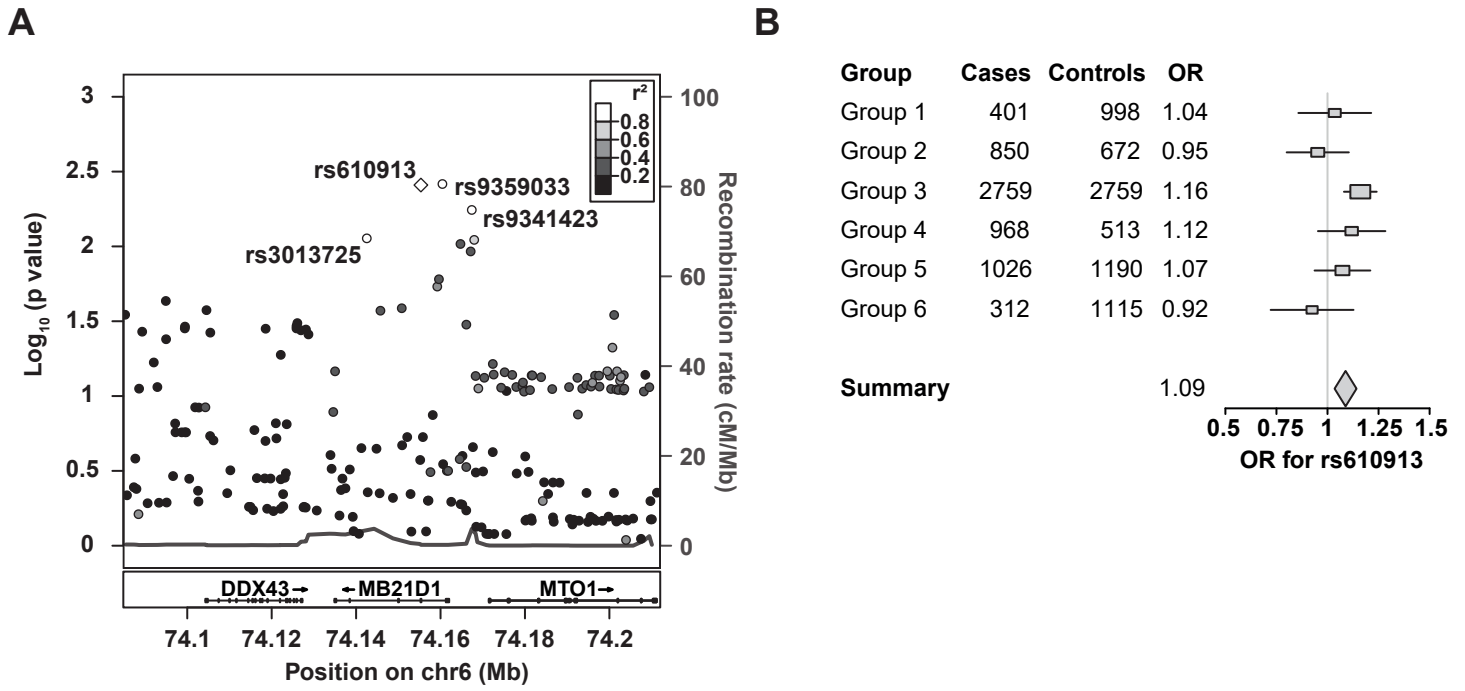 A
3
2.5
2
1.5
1
0.5
0
Log10 (p value)
rs610913
rs9359033
rs9341423
rs3013725
r²
0.8
0.6
0.4
0.2
100
80
60
40
20
0
Recombination rate (cM/Mb)
DDX43 MB21D1 MTO1
74.1 74.12 74.14 74.16 74.18 74.2
Position on chr6 (Mb)
B
Group Cases Controls OR
Group 1 401 998 1.04
Group 2 850 672 0.95
Group 3 2759 2759 1.16
Group 4 968 513 1.12
Group 5 1026 1190 1.07
Group 6 312 1115 0.92
Summary 1.09
0.5 0.75 1 1.25 1.5
OR for rs610913